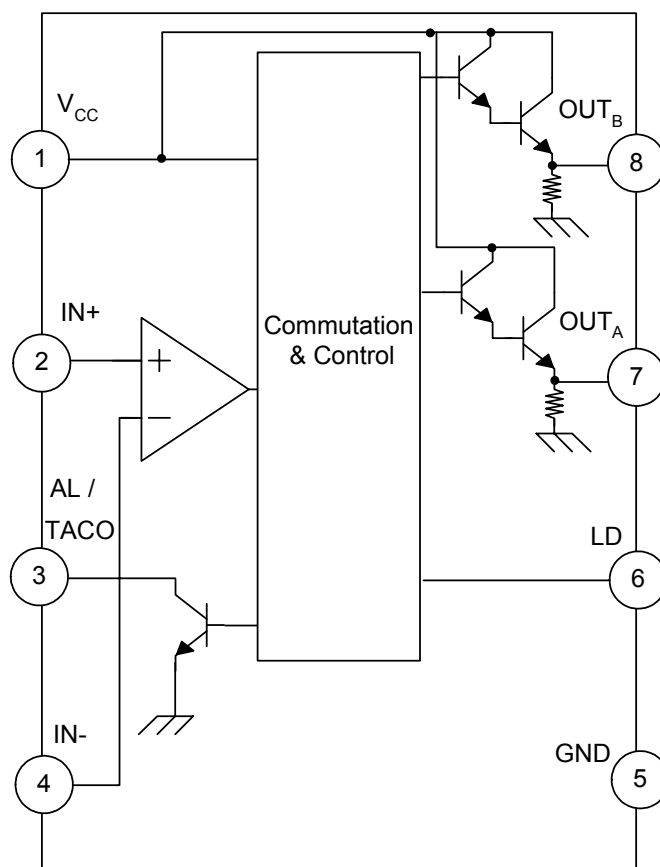 V_CC
1
OUT_B
8
IN+
2
+
−
Commutation
& Control
OUT_A
7
AL /
TACO
3
LD
6
IN-
4
GND
5